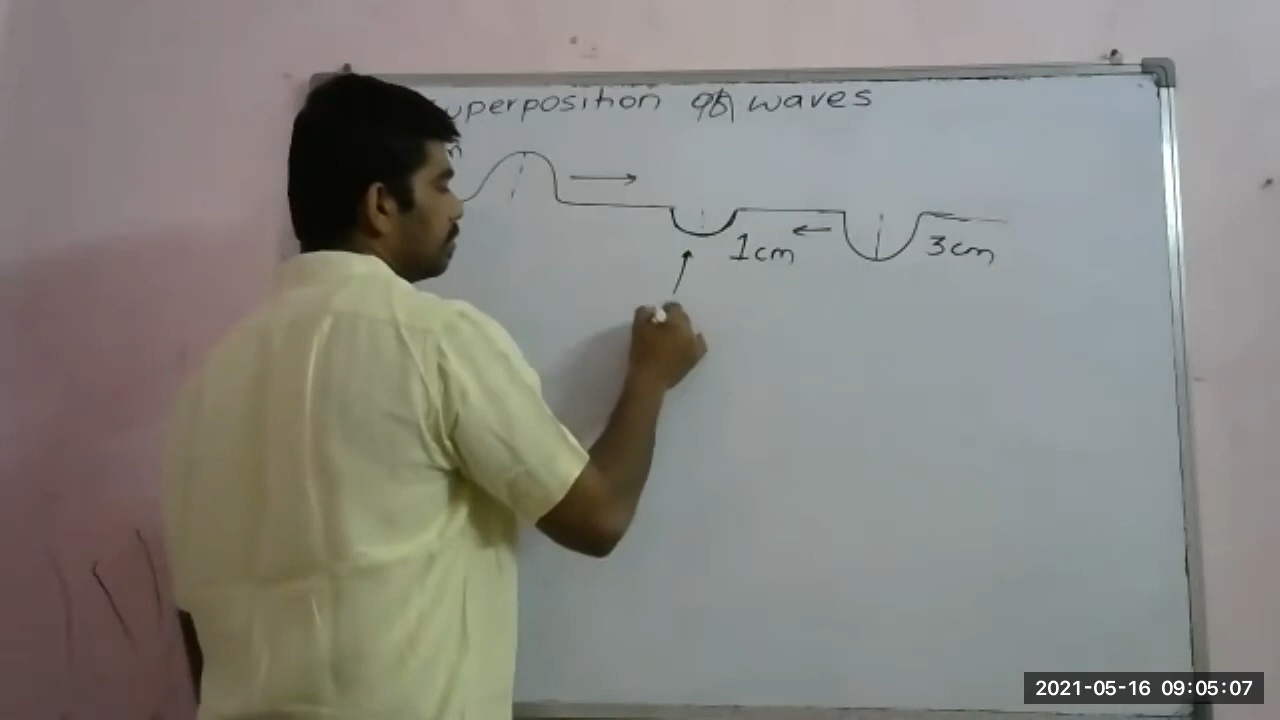 uperposition of waves
m
1cm
3cm
2021-05-16 09:05:07